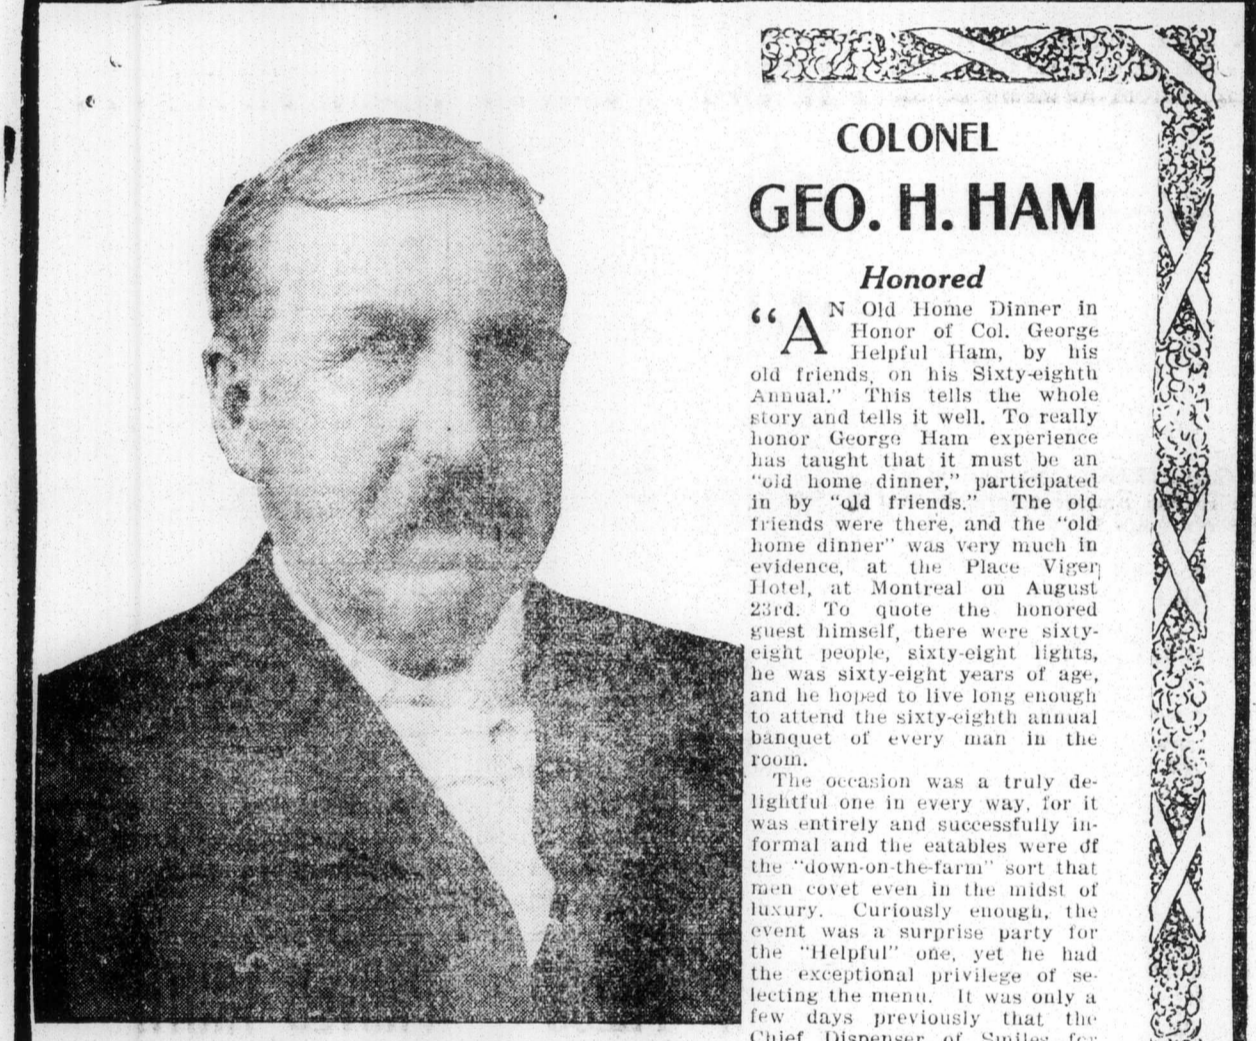 COLONEL
GEO. H. HAM
Honored
"AN Old Home Dinner in
Honor of Col. George
Helpful Ham, by his
old friends, on his Sixty-eighth
Annual." This tells the whole
story and tells it well. To really
honor George Ham experience
has taught that it must be an
"old home dinner," participated
in by "old friends." The old
friends were there, and the "old
home dinner" was very much in
evidence, at the Place Viger
Hotel, at Montreal on August
23rd. To quote the honored
guest himself, there were sixty-
eight people, sixty-eight lights,
he was sixty-eight years of age,
and he hoped to live long enough
to attend the sixty-eighth annual
banquet of every man in the
room.
The occasion was a truly de-
lightful one in every way, for it
was entirely and successfully in-
formal and the eatables were of
the "down-on-the-farm" sort that
men covet even in the midst of
luxury. Curiously enough, the
event was a surprise party for
the "Helpful" one, yet he had
the exceptional privilege of se-
lecting the menu. It was only a
few days previously that the
Chief Dispenser of Smiles for